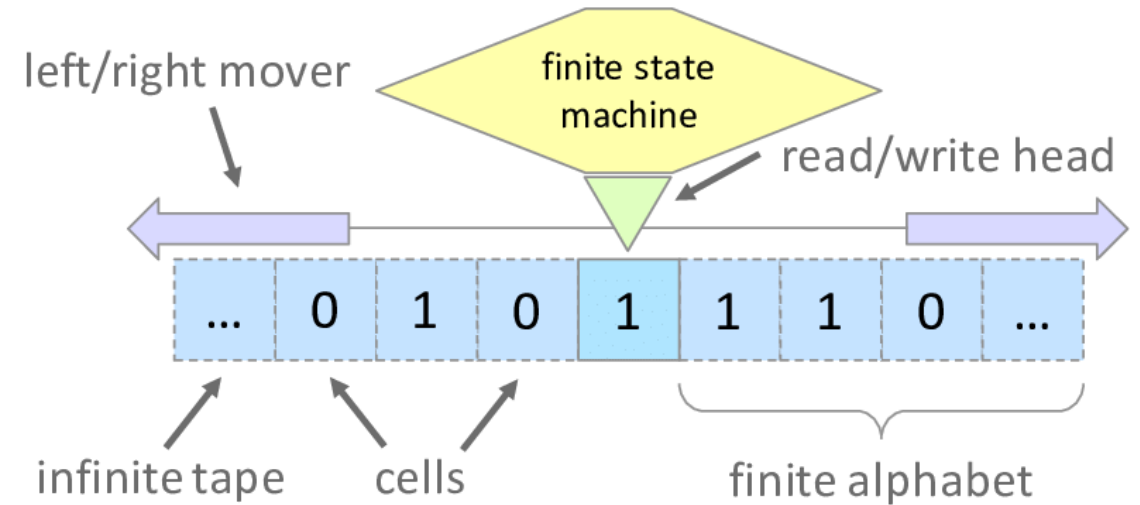 left/right mover
finite state
machine
read/write head
... 0 1 0 1 1 1 0 ...
infinite tape
cells
finite alphabet